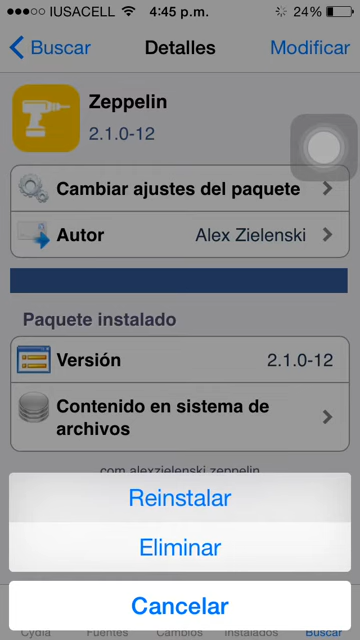 IUSACELL 4:45 p.m. 24%
Buscar Detalles Modificar
Zeppelin
2.1.0-12
Cambiar ajustes del paquete
Autor Alex Zielenski
Paquete instalado
Versión 2.1.0-12
Contenido en sistema de
archivos
com.alexzielenski.zeppelin
Reinstalar
Eliminar
Cancelar
Cydia Fuentes Cambios Instalados Buscar